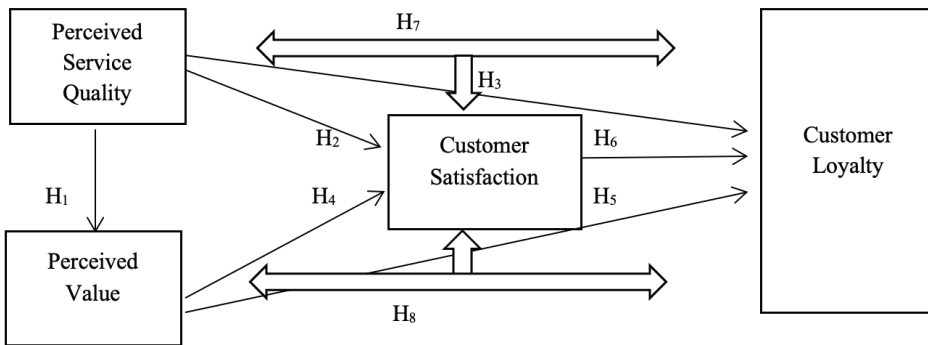 Perceived
Service
Quality
H₇
H₃
H₂
Customer
Satisfaction
H₆
Customer
Loyalty
H₁
H₄
H₅
Perceived
Value
H₈